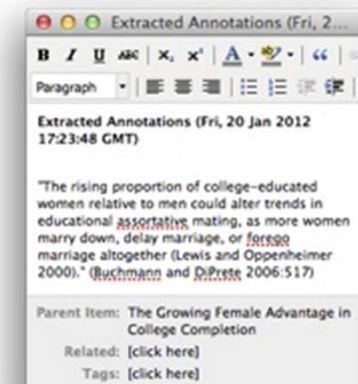 Extracted Annotations (Fri, 2...
B I U ABC X₂ X² A ab “
Paragraph
Extracted Annotations (Fri, 20 Jan 2012
17:23:48 GMT)
"The rising proportion of college-educated
women relative to men could alter trends in
educational assortative mating, as more women
marry down, delay marriage, or forego
marriage altogether (Lewis and Oppenheimer
2000)." (Buchmann and DiPrete 2006:517)
Parent Item: The Growing Female Advantage in
College Completion
Related: [click here]
Tags: [click here]